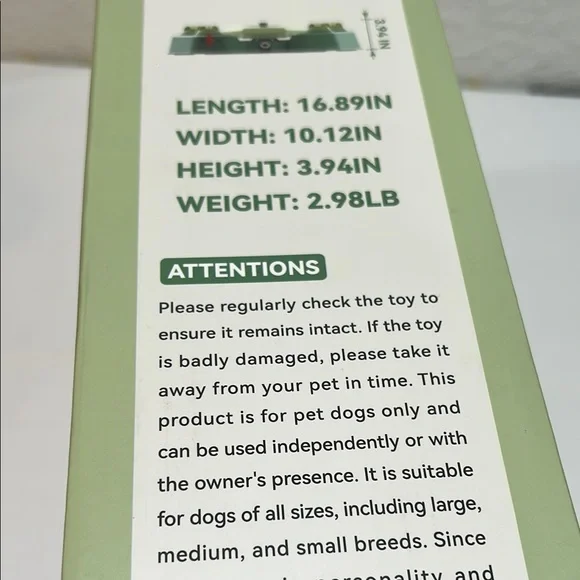 3.94 IN
LENGTH: 16.89IN
WIDTH: 10.12IN
HEIGHT: 3.94IN
WEIGHT: 2.98LB
ATTENTIONS
Please regularly check the toy to
ensure it remains intact. If the toy
is badly damaged, please take it
away from your pet in time. This
product is for pet dogs only and
can be used independently or with
the owner's presence. It is suitable
for dogs of all sizes, including large,
medium, and small breeds. Since
personality and